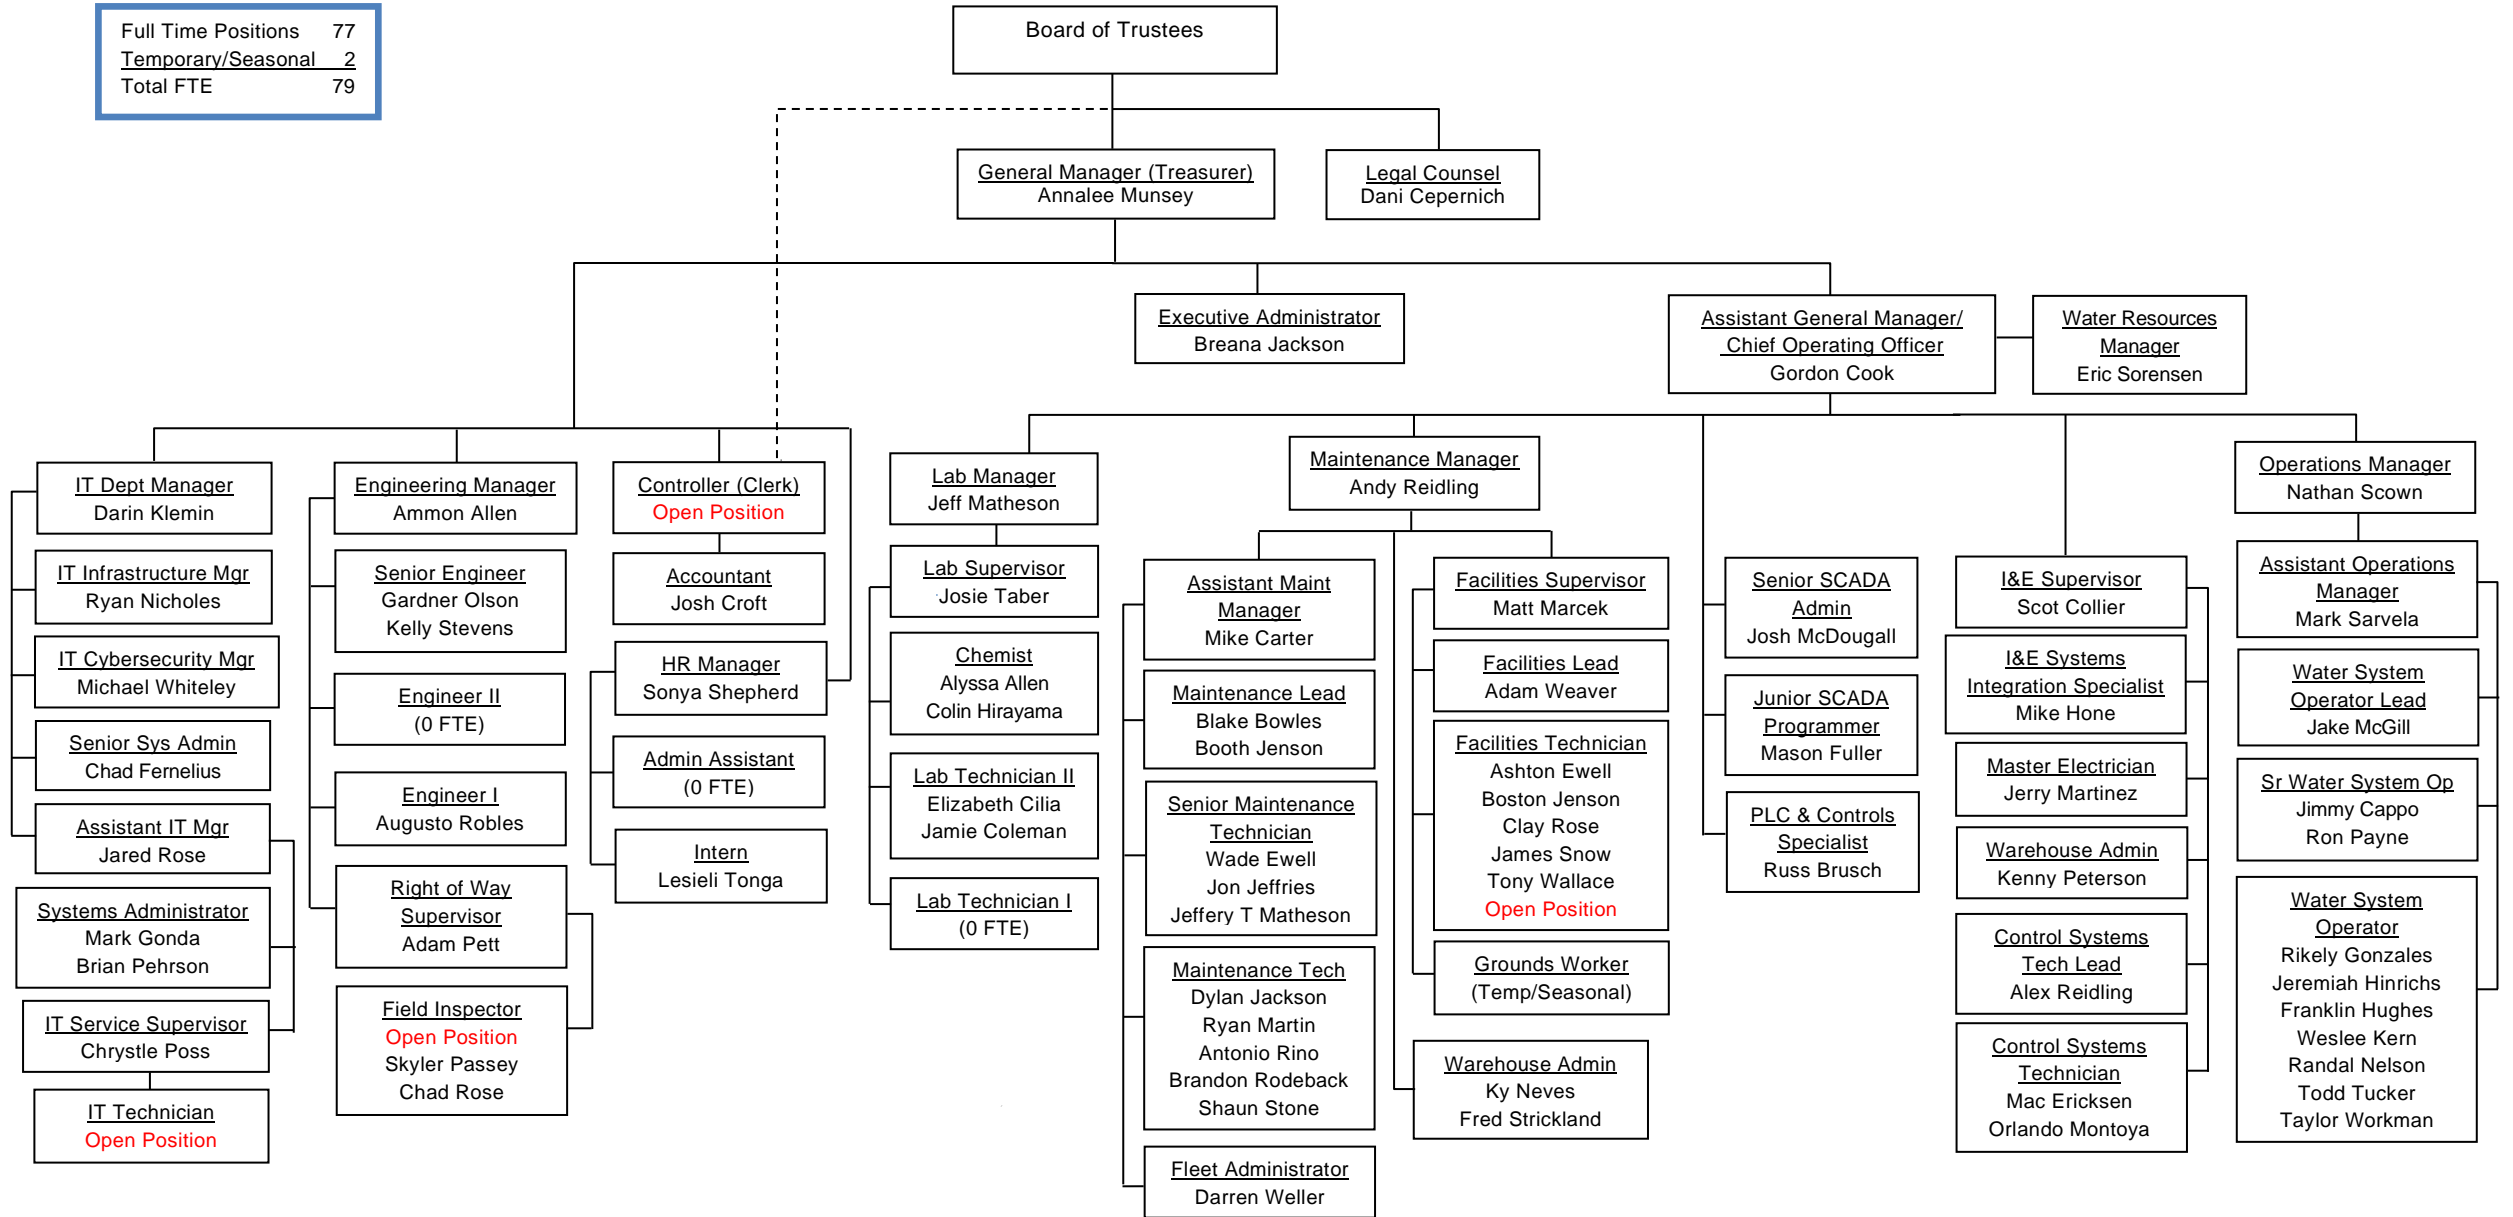 Full Time Positions 77
Temporary/Seasonal 2
Total FTE 79
Board of Trustees
General Manager (Treasurer)
Annalee Munsey
Legal Counsel
Dani Cepernich
Executive Administrator
Breana Jackson
Assistant General Manager/
Chief Operating Officer
Gordon Cook
Water Resources
Manager
Eric Sorensen
IT Dept Manager
Darin Klemin
IT Infrastructure Mgr
Ryan Nicholes
IT Cybersecurity Mgr
Michael Whiteley
Senior Sys Admin
Chad Fernelius
Assistant IT Mgr
Jared Rose
Systems Administrator
Mark Gonda
Brian Pehrson
IT Service Supervisor
Chrystle Poss
IT Technician
Open Position
Engineering Manager
Ammon Allen
Senior Engineer
Gardner Olson
Kelly Stevens
Engineer II
(0 FTE)
Engineer I
Augusto Robles
Right of Way
Supervisor
Adam Pett
Field Inspector
Open Position
Skyler Passey
Chad Rose
Controller (Clerk)
Open Position
Accountant
Josh Croft
HR Manager
Sonya Shepherd
Admin Assistant
(0 FTE)
Intern
Lesieli Tonga
Lab Manager
Jeff Matheson
Lab Supervisor
Josie Taber
Chemist
Alyssa Allen
Colin Hirayama
Lab Technician II
Elizabeth Cilia
Jamie Coleman
Lab Technician I
(0 FTE)
Maintenance Manager
Andy Reidling
Assistant Maint
Manager
Mike Carter
Maintenance Lead
Blake Bowles
Booth Jenson
Senior Maintenance
Technician
Wade Ewell
Jon Jeffries
Jeffery T Matheson
Maintenance Tech
Dylan Jackson
Ryan Martin
Antonio Rino
Brandon Rodeback
Shaun Stone
Fleet Administrator
Darren Weller
Facilities Supervisor
Matt Marcek
Facilities Lead
Adam Weaver
Facilities Technician
Ashton Ewell
Boston Jenson
Clay Rose
James Snow
Tony Wallace
Open Position
Grounds Worker
(Temp/Seasonal)
Warehouse Admin
Ky Neves
Fred Strickland
Senior SCADA
Admin
Josh McDougall
Junior SCADA
Programmer
Mason Fuller
PLC & Controls
Specialist
Russ Brusch
I&E Supervisor
Scot Collier
I&E Systems
Integration Specialist
Mike Hone
Master Electrician
Jerry Martinez
Warehouse Admin
Kenny Peterson
Control Systems
Tech Lead
Alex Reidling
Control Systems
Technician
Mac Ericksen
Orlando Montoya
Operations Manager
Nathan Scown
Assistant Operations
Manager
Mark Sarvela
Water System
Operator Lead
Jake McGill
Sr Water System Op
Jimmy Cappo
Ron Payne
Water System
Operator
Rikely Gonzales
Jeremiah Hinrichs
Franklin Hughes
Weslee Kern
Randal Nelson
Todd Tucker
Taylor Workman